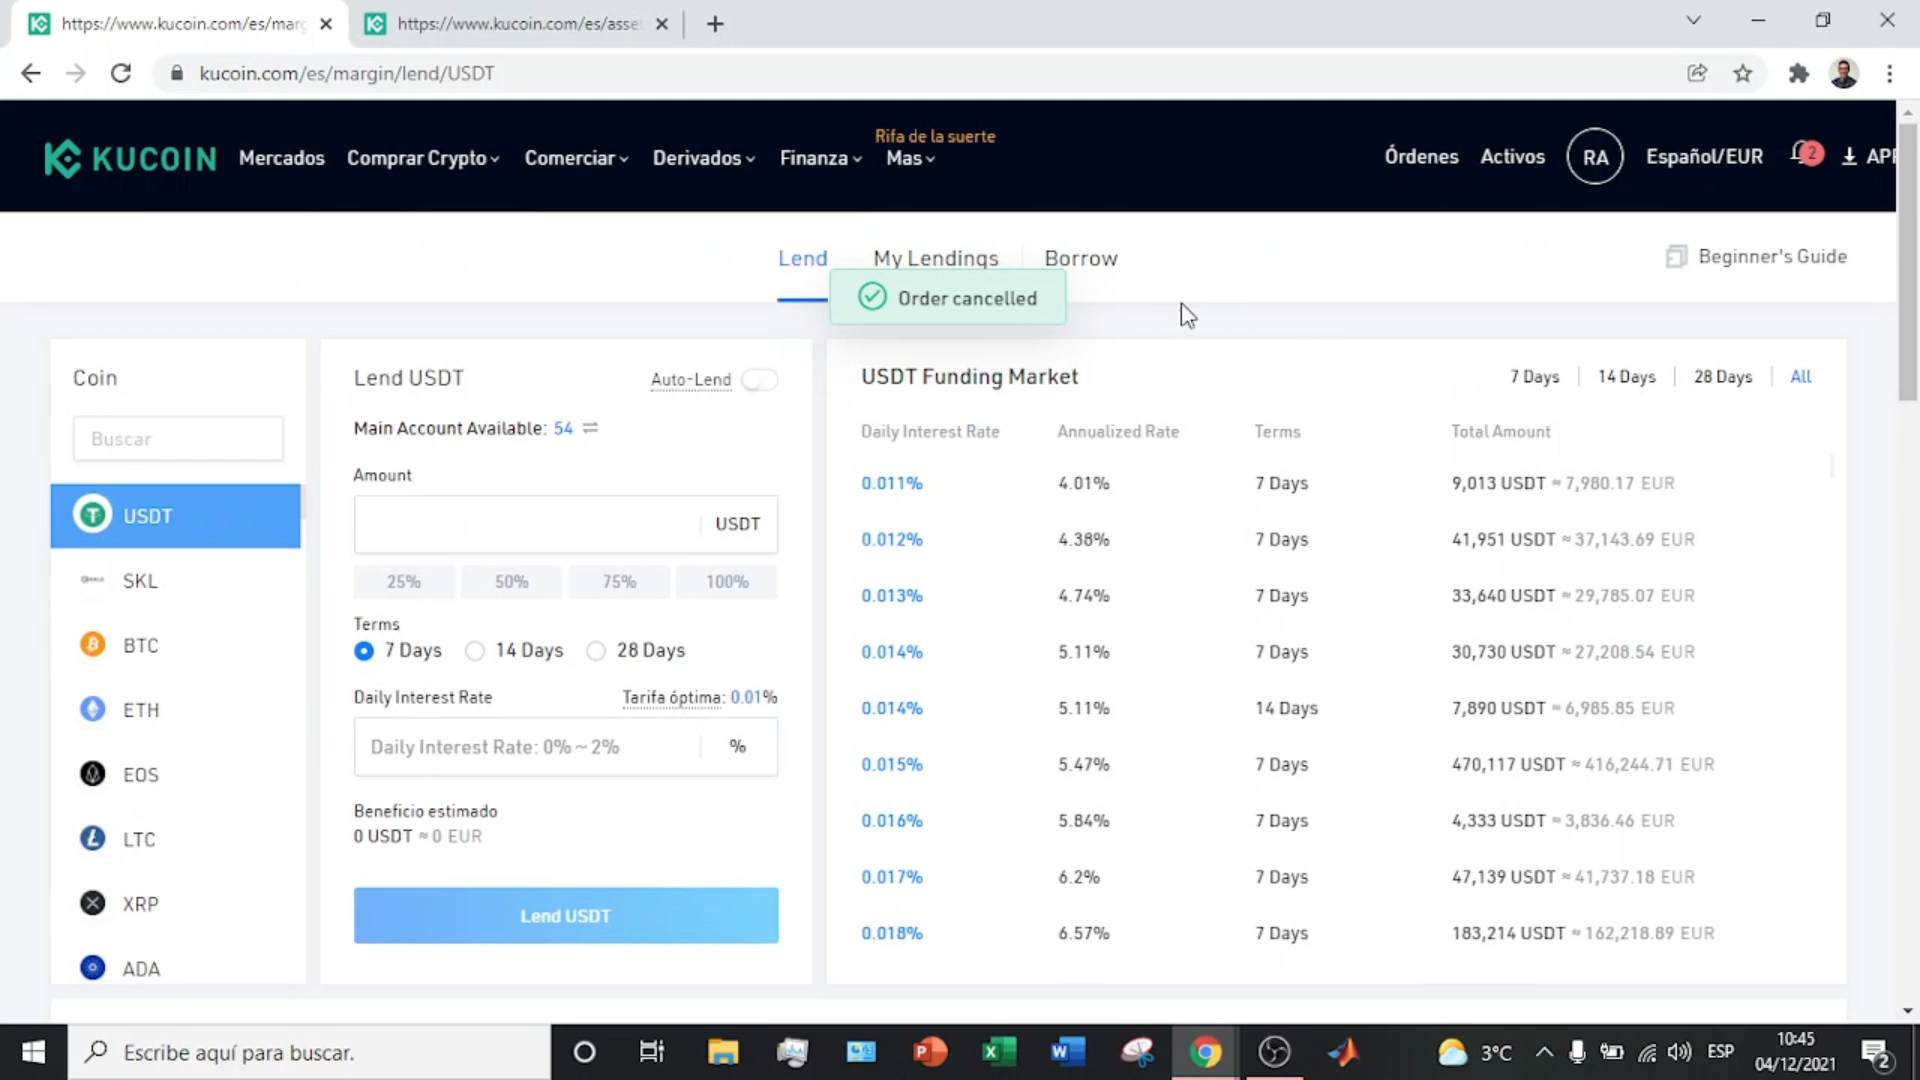 https://www.kucoin.com/es/marg
https://www.kucoin.com/es/asse
kucoin.com/es/margin/lend/USDT
KUCOIN
Mercados
Comprar Crypto
Comerciar
Derivados
Finanza
Rifa de la suerte
Mas
Órdenes
Activos
RA
Español/EUR
2
APP
Lend
My Lendings
Borrow
Beginner's Guide
Order cancelled
Coin
Buscar
USDT
SKL
BTC
ETH
EOS
LTC
XRP
ADA
Lend USDT
Auto-Lend
Main Account Available: 54
Amount
USDT
25% 50% 75% 100%
Terms
7 Days 14 Days 28 Days
Daily Interest Rate Tarifa óptima: 0.01%
Daily Interest Rate: 0% ~ 2% %
Beneficio estimado
0 USDT ≈0 EUR
Lend USDT
USDT Funding Market
7 Days 14 Days 28 Days All
Daily Interest Rate Annualized Rate Terms Total Amount
0.011% 4.01% 7 Days 9,013 USDT ≈7,980.17 EUR
0.012% 4.38% 7 Days 41,951 USDT ≈37,143.69 EUR
0.013% 4.74% 7 Days 33,640 USDT ≈29,785.07 EUR
0.014% 5.11% 7 Days 30,730 USDT ≈27,208.54 EUR
0.014% 5.11% 14 Days 7,890 USDT ≈6,985.85 EUR
0.015% 5.47% 7 Days 470,117 USDT ≈416,244.71 EUR
0.016% 5.84% 7 Days 4,333 USDT ≈3,836.46 EUR
0.017% 6.2% 7 Days 47,139 USDT ≈41,737.18 EUR
0.018% 6.57% 7 Days 183,214 USDT ≈162,218.89 EUR
Escribe aquí para buscar.
3°C
ESP
10:45
04/12/2021
2